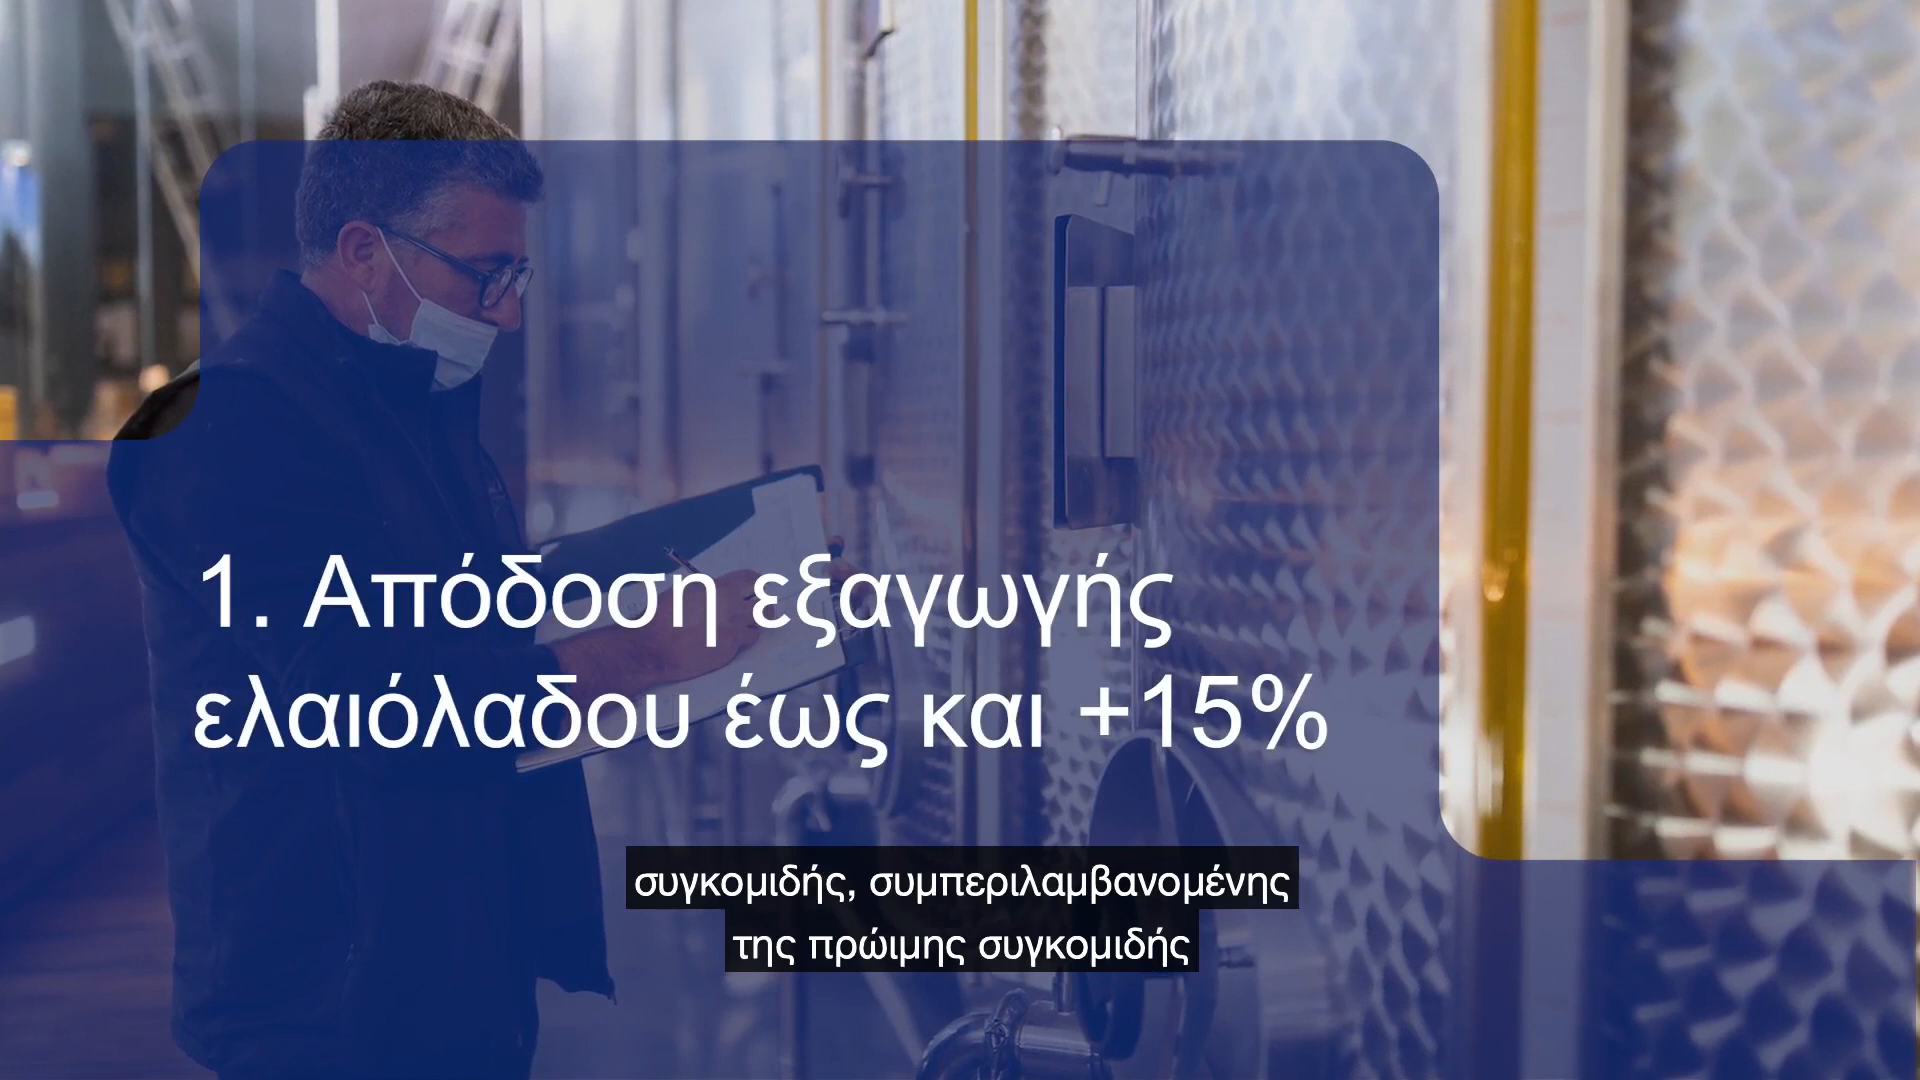 1. Απόδοση εξαγωγής
ελαιόλαδου έως και +15%
συγκομιδής, συμπεριλαμβανομένης
της πρώιμης συγκομιδής